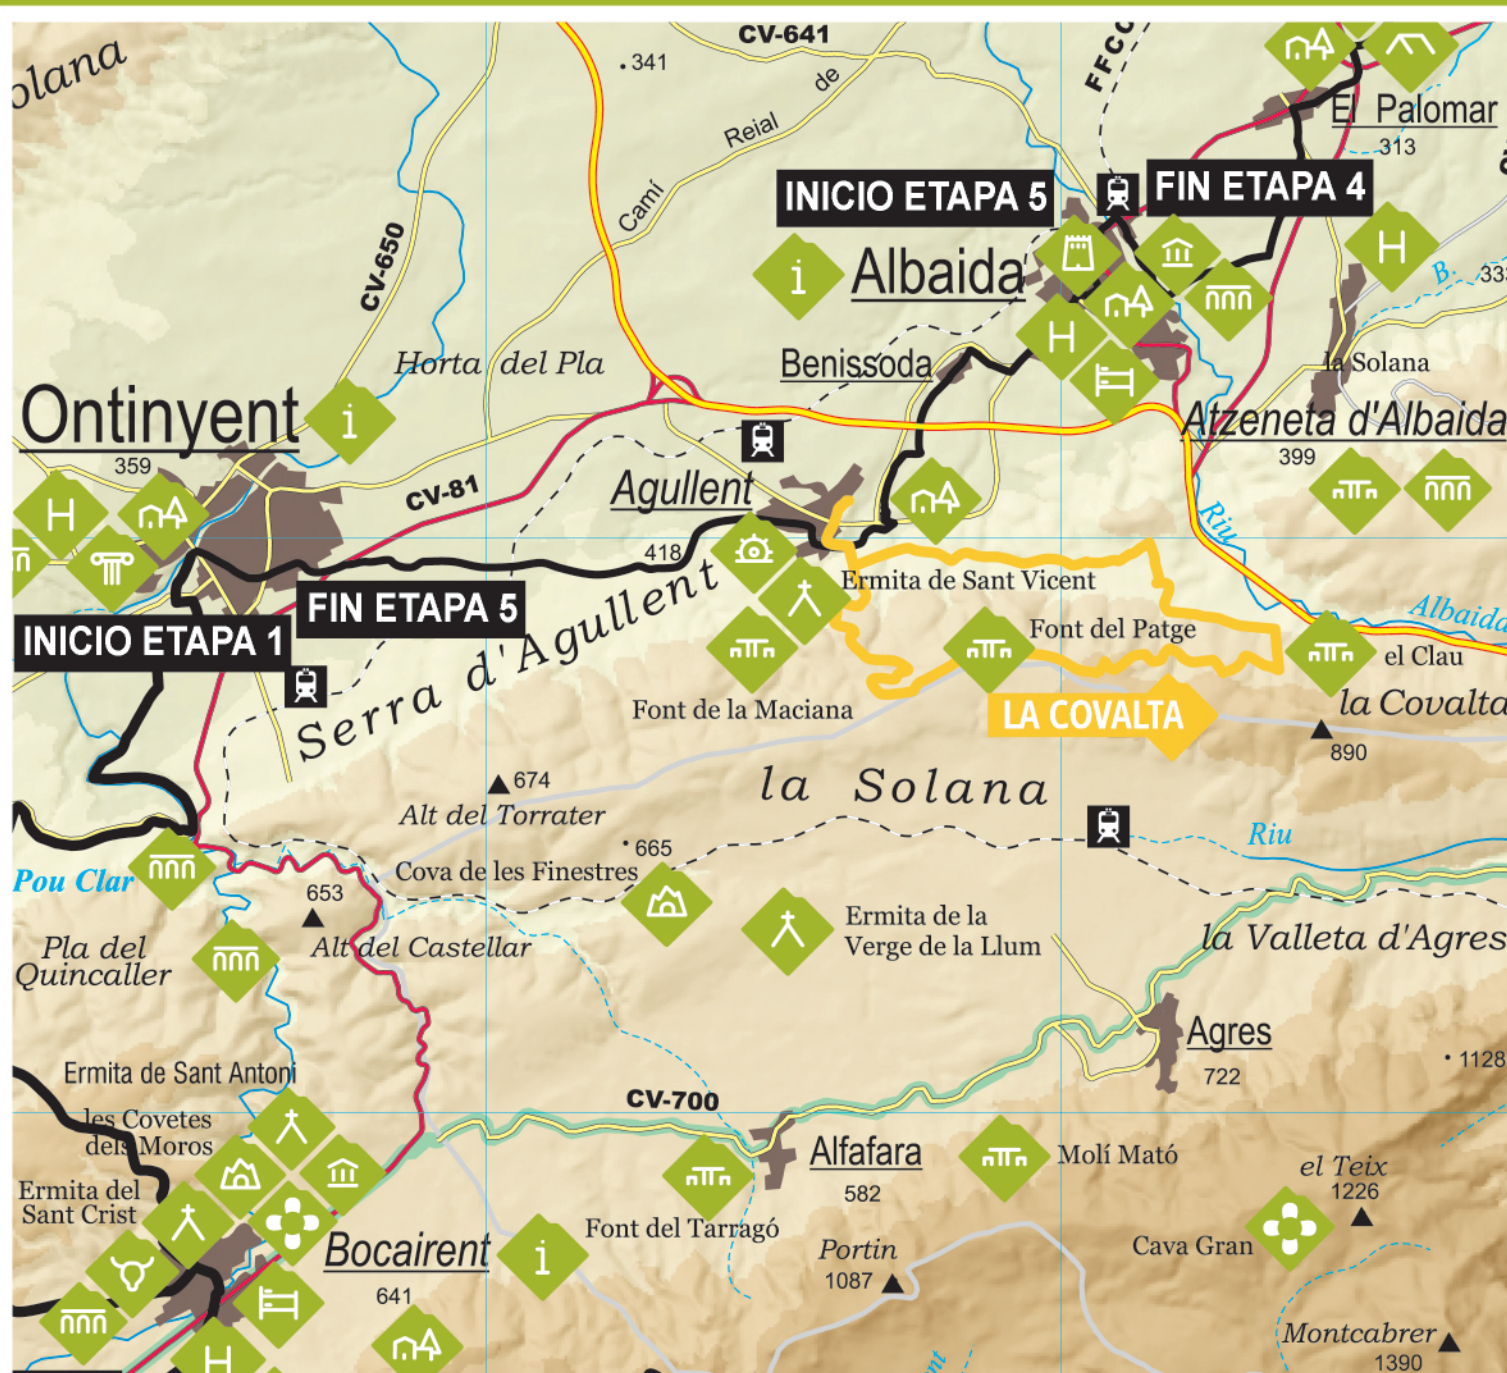 CV-641
341
FFCC
de
Reial
Camí
El Palomar
313
INICIO ETAPA 5
FIN ETAPA 4
i
Albaida
H
B.
CV-650
Horta del Pla
Benissoda
H
la Solana
Ontinyent
i
359
Atzeneta d'Albaida
399
CV-81
Agullent
H
Riu
418
Ermita de Sant Vicent
FIN ETAPA 5
INICIO ETAPA 1
Albaida
Font del Patge
el Clau
Serra d'Agullent
Font de la Maciana
LA COVALTA
la Covalta
890
674
la Solana
Alt del Torrater
Riu
665
Cova de les Finestres
Pou Clar
653
Ermita de la
Verge de la Llum
Alt del Castellar
Pla del
Quincaller
la Valleta d'Agres
Agres
722
1128
Ermita de Sant Antoni
CV-700
les Covetes
dels Moros
Alfafara
582
Molí Mató
el Teix
1226
Ermita del
Sant Crist
Font del Tarragó
Bocairent
i
641
Portin
1087
Cava Gran
Montcabrer
1390
H